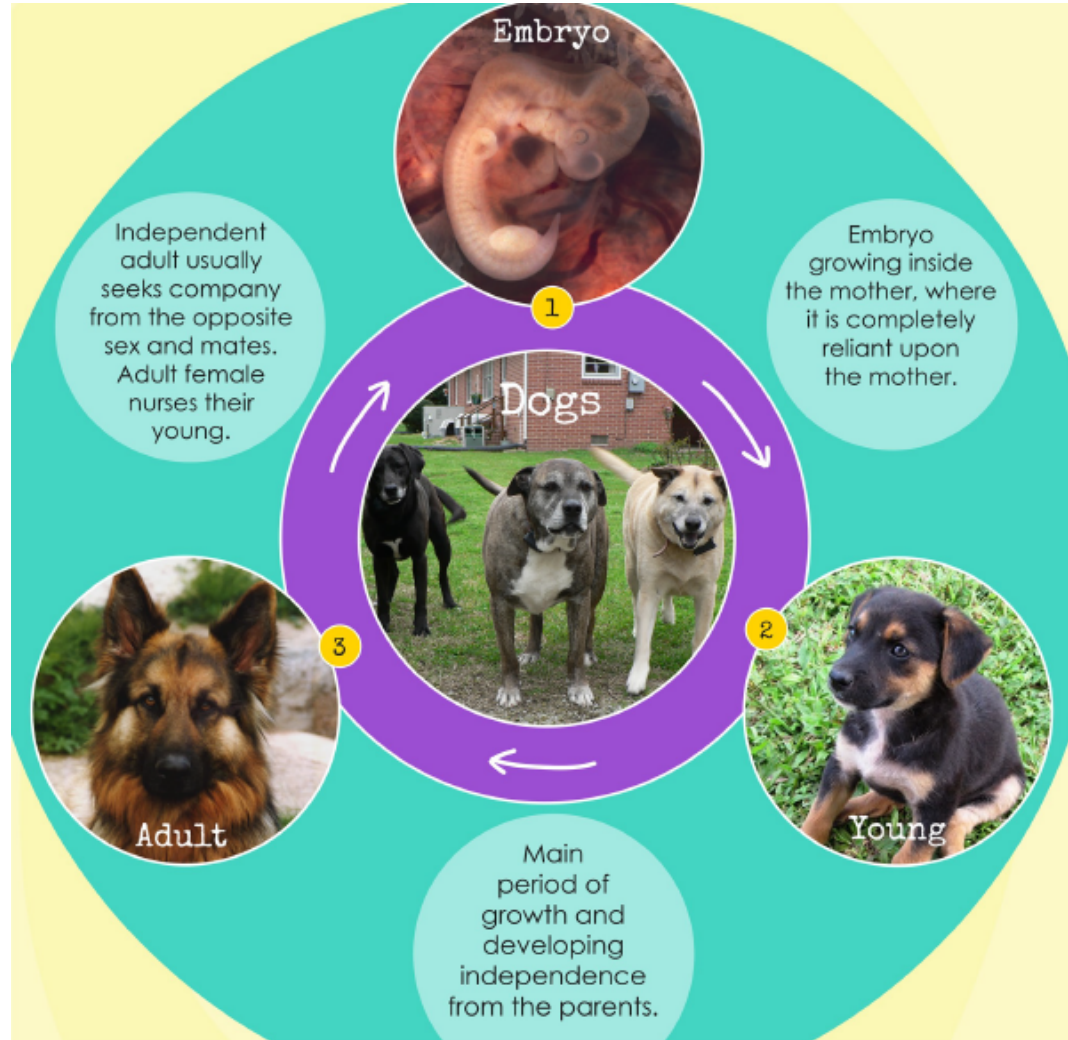 Embryo
1
Embryo
growing inside
the mother, where
it is completely
reliant upon
the mother.
2
Young
Main
period of
growth and
developing
independence
from the parents.
3
Adult
Independent
adult usually
seeks company
from the opposite
sex and mates.
Adult female
nurses their
young.
Dogs